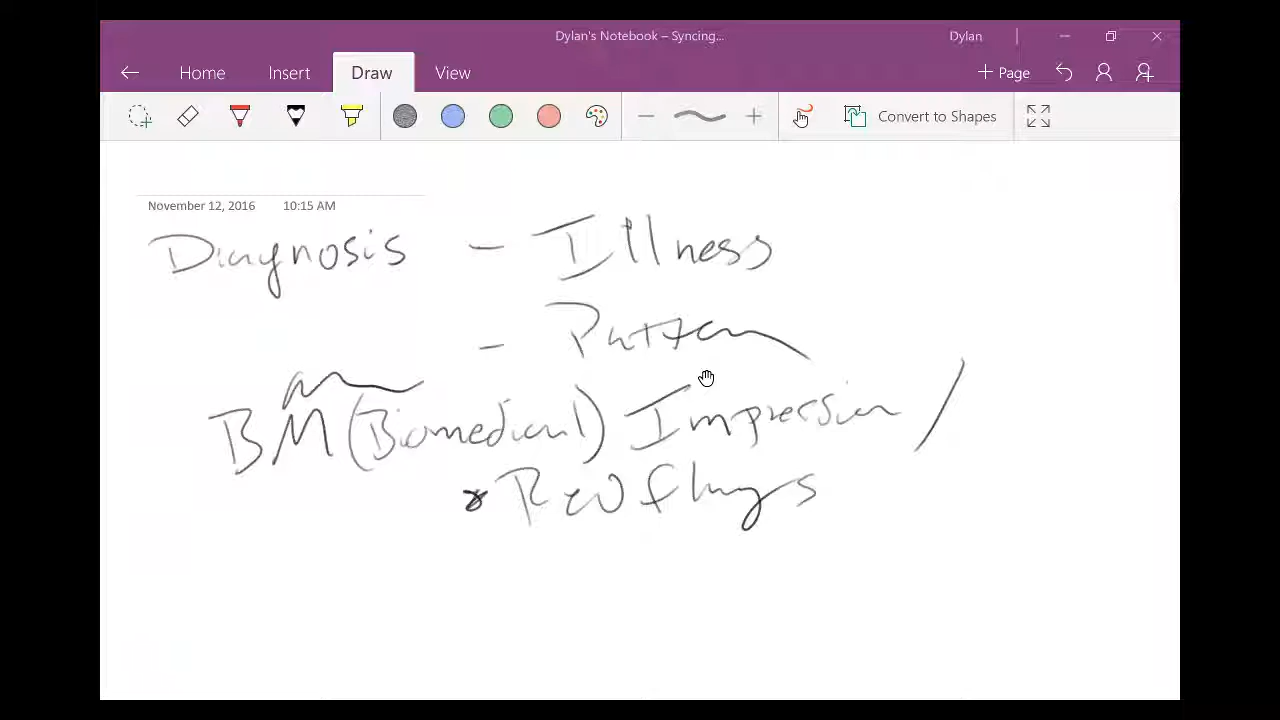 Dylan's Notebook – Syncing...
Dylan
Home Insert Draw View
Page
Convert to Shapes
November 12, 2016 10:15 AM
Diagnosis - Illness
- Pattern
BM (Biomedical) Impression /
* Red flags